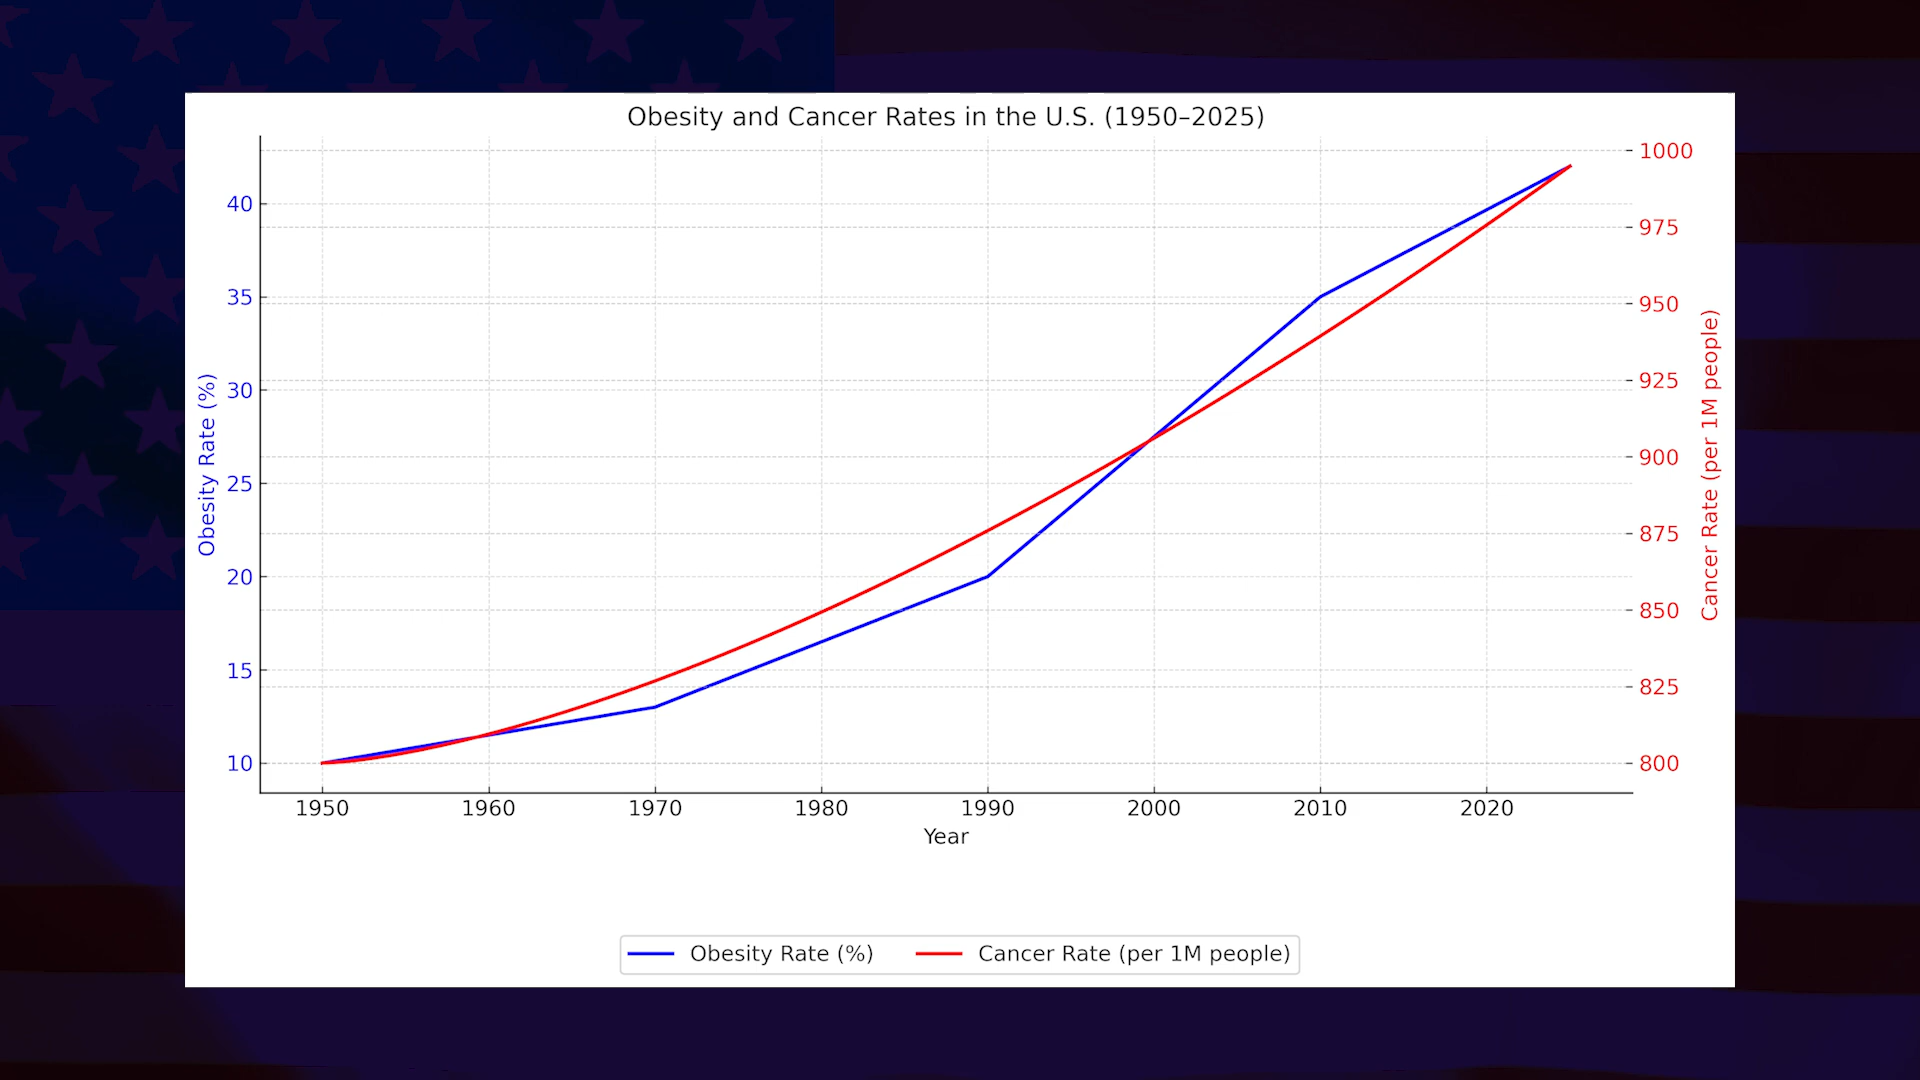 Obesity and Cancer Rates in the U.S. (1950–2025)
Obesity Rate (%)
40
35
30
25
20
15
10
1000
975
950
925
900
875
850
825
800
Cancer Rate (per 1M people)
1950 1960 1970 1980 1990 2000 2010 2020
Year
Obesity Rate (%) Cancer Rate (per 1M people)